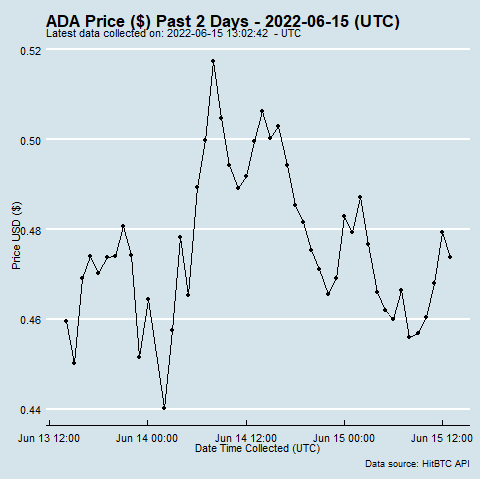 ADA Price ($) Past 2 Days - 2022-06-15 (UTC)
Latest data collected on: 2022-06-15 13:02:42 - UTC
0.52
0.50
0.48
0.46
0.44
Price USD ($)
Jun 13 12:00 Jun 14 00:00 Jun 14 12:00 Jun 15 00:00 Jun 15 12:00
Date Time Collected (UTC)
Data source: HitBTC API